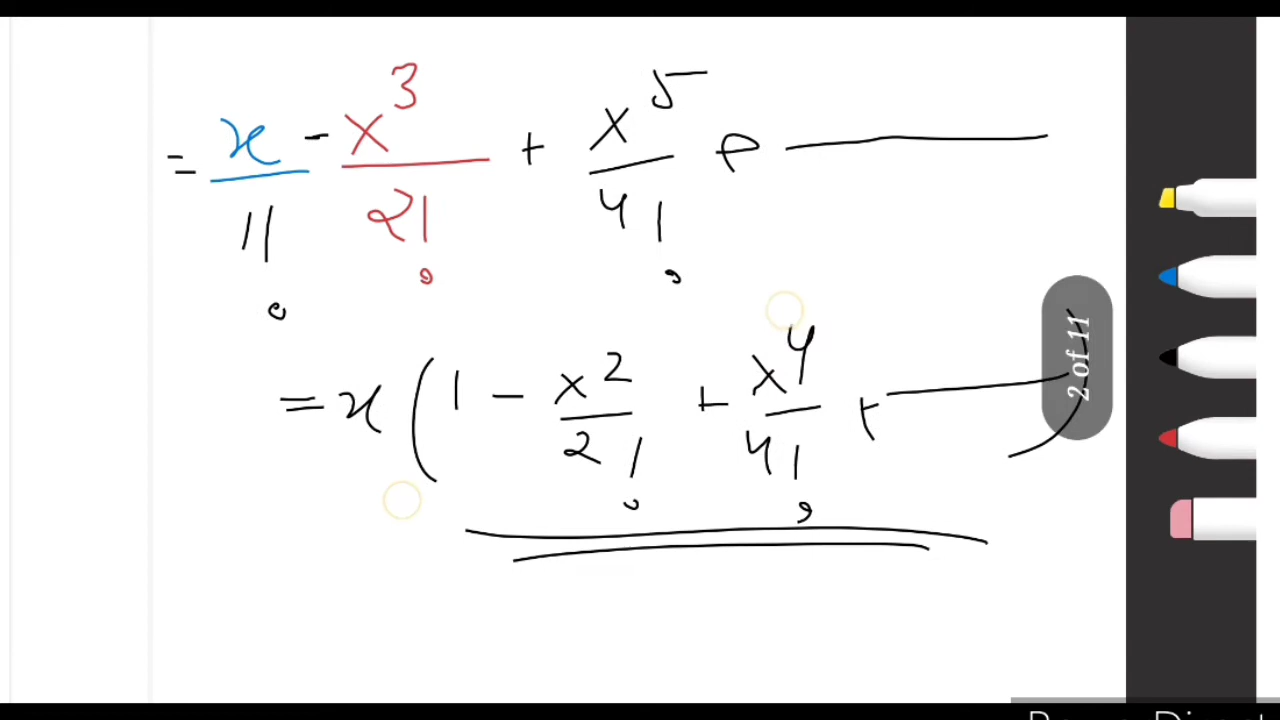 = x/1! - x³/2! + x⁵/4! +
= x ( 1 - x²/2! + x⁴/4! + )
2 of 11